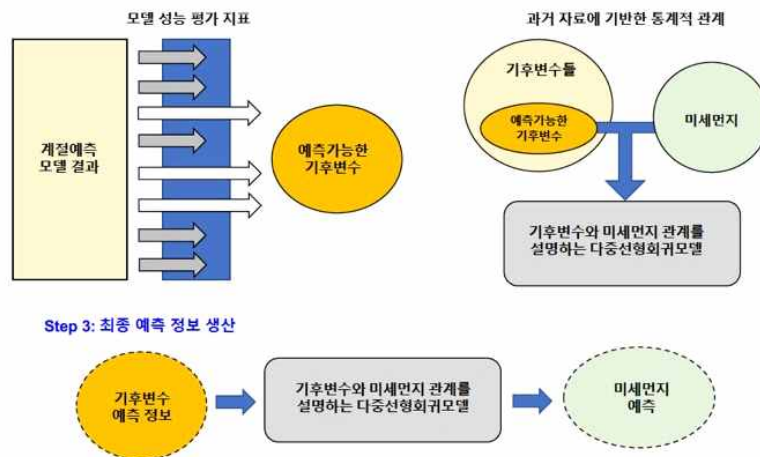 모델 성능 평가 지표
계절예측
모델 결과
예측가능한
기후변수
과거 자료에 기반한 통계적 관계
기후변수들
예측가능한
기후변수
미세먼지
기후변수와 미세먼지 관계를
설명하는 다중선형회귀모델
Step 3: 최종 예측 정보 생산
기후변수
예측 정보
기후변수와 미세먼지 관계를
설명하는 다중선형회귀모델
미세먼지
예측